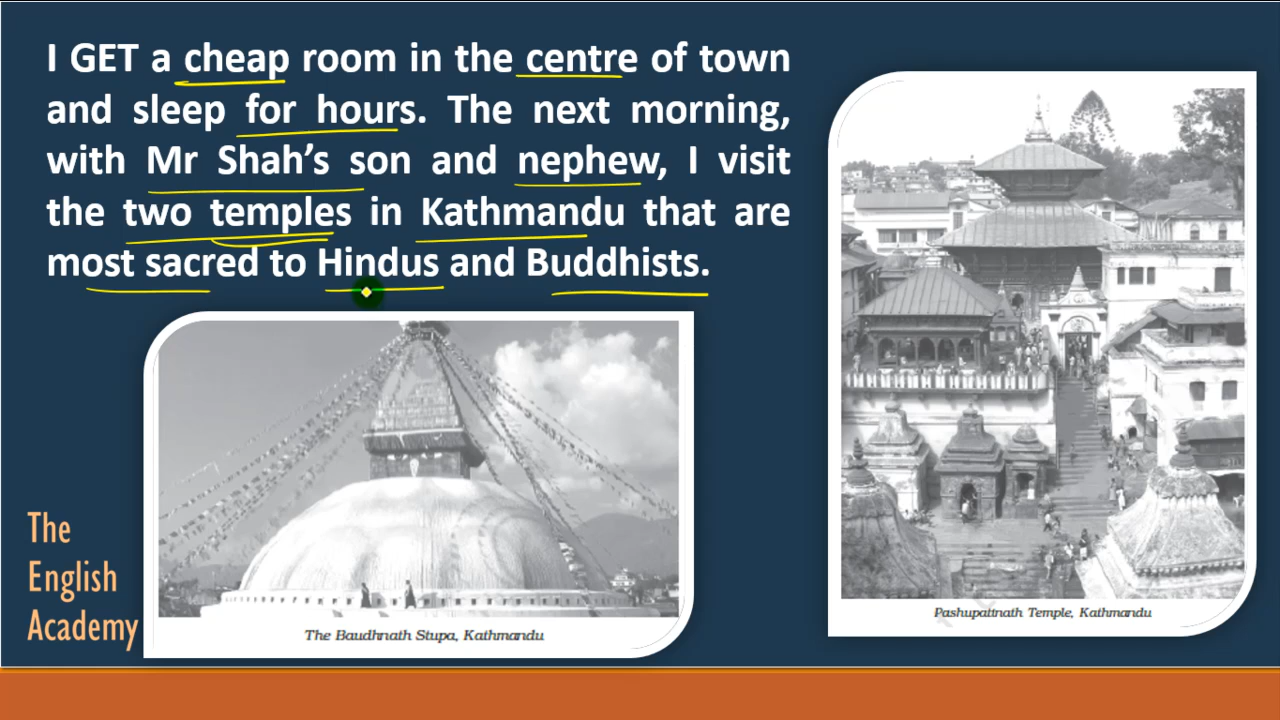 I GET a cheap room in the centre of town
and sleep for hours. The next morning,
with Mr Shah’s son and nephew, I visit
the two temples in Kathmandu that are
most sacred to Hindus and Buddhists.
The
English
Academy
The Baudhnath Stupa, Kathmandu
Pashupatinath Temple, Kathmandu